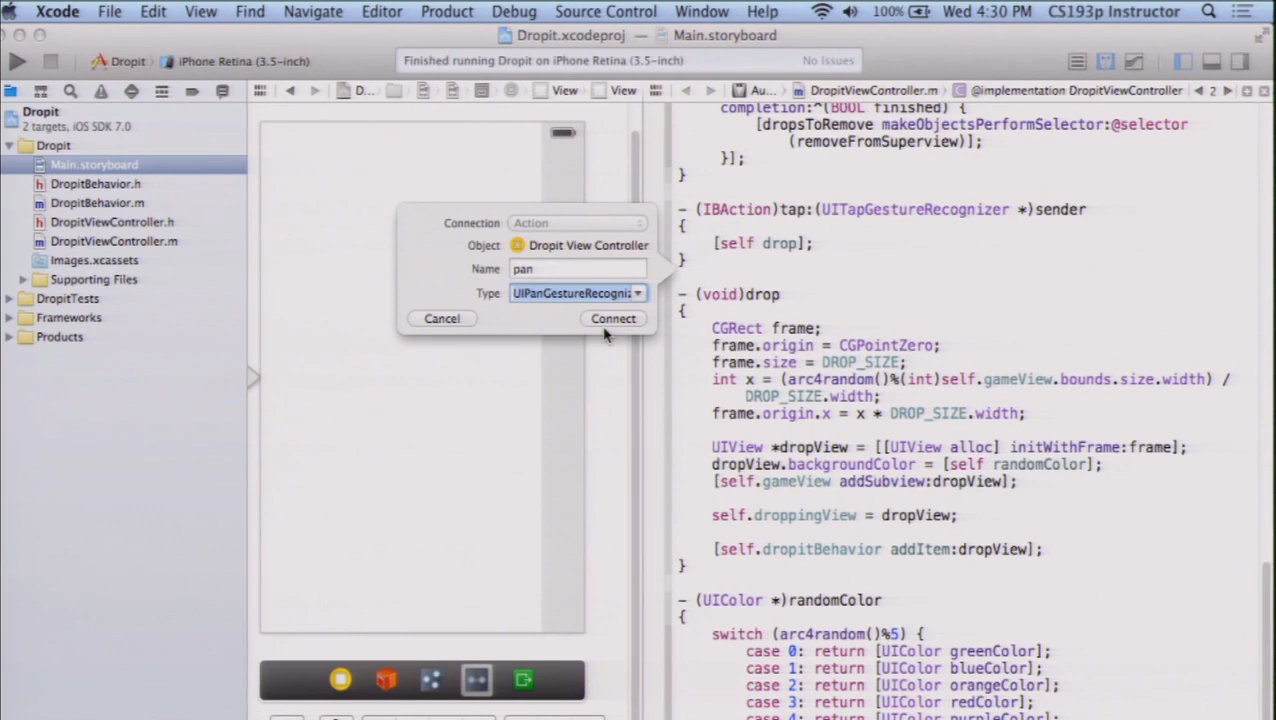 Xcode File Edit View Find Navigate Editor Product Debug Source Control Window Help 100% Wed 4:30 PM CS193p Instructor
Dropit.xcodeproj — Main.storyboard
Dropit iPhone Retina (3.5-inch) Finished running Dropit on iPhone Retina (3.5-inch) No Issues
D... View View Au... DropitViewController.m @implementation DropitViewController 2
Dropit
2 targets, iOS SDK 7.0
Dropit
Main.storyboard
DropitBehavior.h
DropitBehavior.m
DropitViewController.h
DropitViewController.m
Images.xcassets
Supporting Files
DropitTests
Frameworks
Products
Connection Action
Object Dropit View Controller
Name pan
Type UIPanGestureRecogniz
Cancel Connect
completion:^(BOOL finished) {
[dropsToRemove makeObjectsPerformSelector:@selector
(removeFromSuperview)];
}];
}
- (IBAction)tap:(UITapGestureRecognizer *)sender
{
[self drop];
}
- (void)drop
{
CGRect frame;
frame.origin = CGPointZero;
frame.size = DROP_SIZE;
int x = (arc4random()%(int)self.gameView.bounds.size.width) /
DROP_SIZE.width;
frame.origin.x = x * DROP_SIZE.width;
UIView *dropView = [[UIView alloc] initWithFrame:frame];
dropView.backgroundColor = [self randomColor];
[self.gameView addSubview:dropView];
self.droppingView = dropView;
[self.dropitBehavior addItem:dropView];
}
- (UIColor *)randomColor
{
switch (arc4random()%5) {
case 0: return [UIColor greenColor];
case 1: return [UIColor blueColor];
case 2: return [UIColor orangeColor];
case 3: return [UIColor redColor];
case 4: return [UIColor purpleColor];